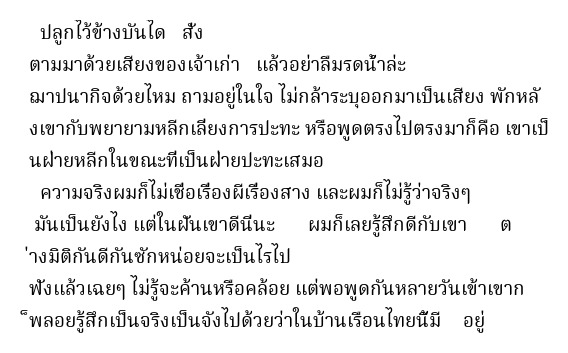 ปลูกไว้ข้างบันได สั่ง
ตามมาด้วยเสียงของเจ้าเก่า แล้วอย่าลืมรดน้ำล่ะ
ฌาปนากิจด้วยไหม ถามอยู่ในใจ ไม่กล้าระบุออกมาเป็นเสียง พักหลั
งเขากับพยายามหลีกเลี่ยงการปะทะ หรือพูดตรงไปตรงมาก็คือ เขาเป็
นฝ่ายหลีกในขณะที่เป็นฝ่ายปะทะเสมอ
ความจริงผมก็ไม่เชื่อเรื่องผีเรื่องสาง และผมก็ไม่รู้ว่าจริงๆ
มันเป็นยังไง แต่ในฝันเขาดีนี่นะ ผมก็เลยรู้สึกดีกับเขา ต
่างมิติกันดีกันซักหน่อยจะเป็นไรไป
ฟังแล้วเฉยๆ ไม่รู้จะค้านหรือคล้อย แต่พอพูดกันหลายวันเข้าเขาก
็พลอยรู้สึกเป็นจริงเป็นจังไปด้วยว่าในบ้านเรือนไทยนี้มี อยู่